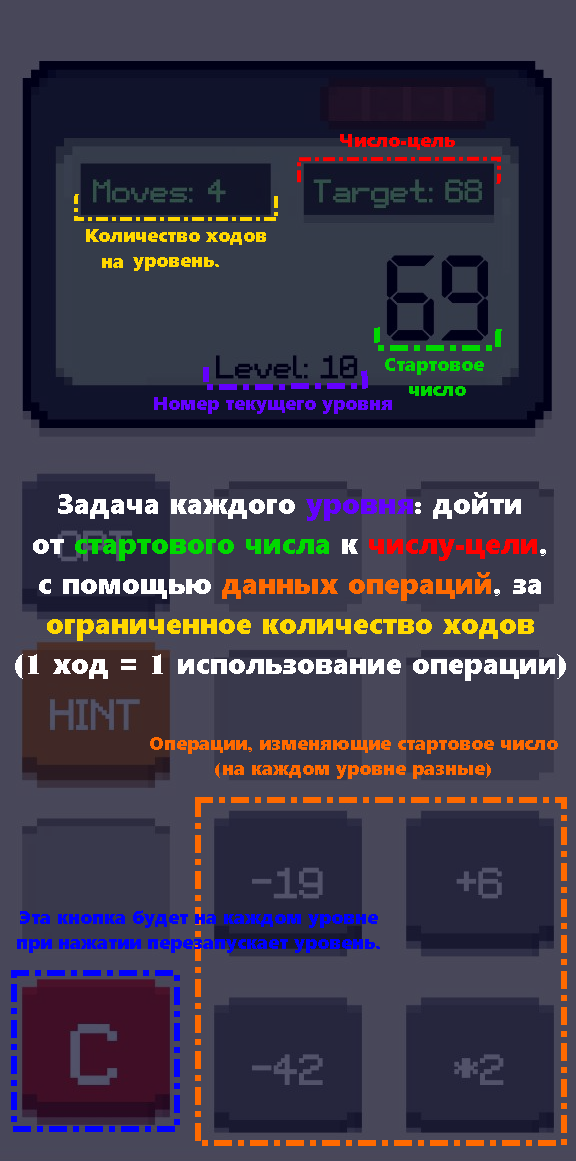 Число-цель
Moves: 4
Target: 68
Количество ходов
на уровень.
69
Level: 10
Стартовое
число
Номер текущего уровня
Задача каждого уровня: дойти
от стартового числа к числу-цели,
с помощью данных операций, за
ограниченное количество ходов
(1 ход = 1 использование операции)
OPT
HINT
Операции, изменяющие стартовое число
(на каждом уровне разные)
-19
+6
Эта кнопка будет на каждом уровне
при нажатии перезапускает уровень.
C
-42
*2